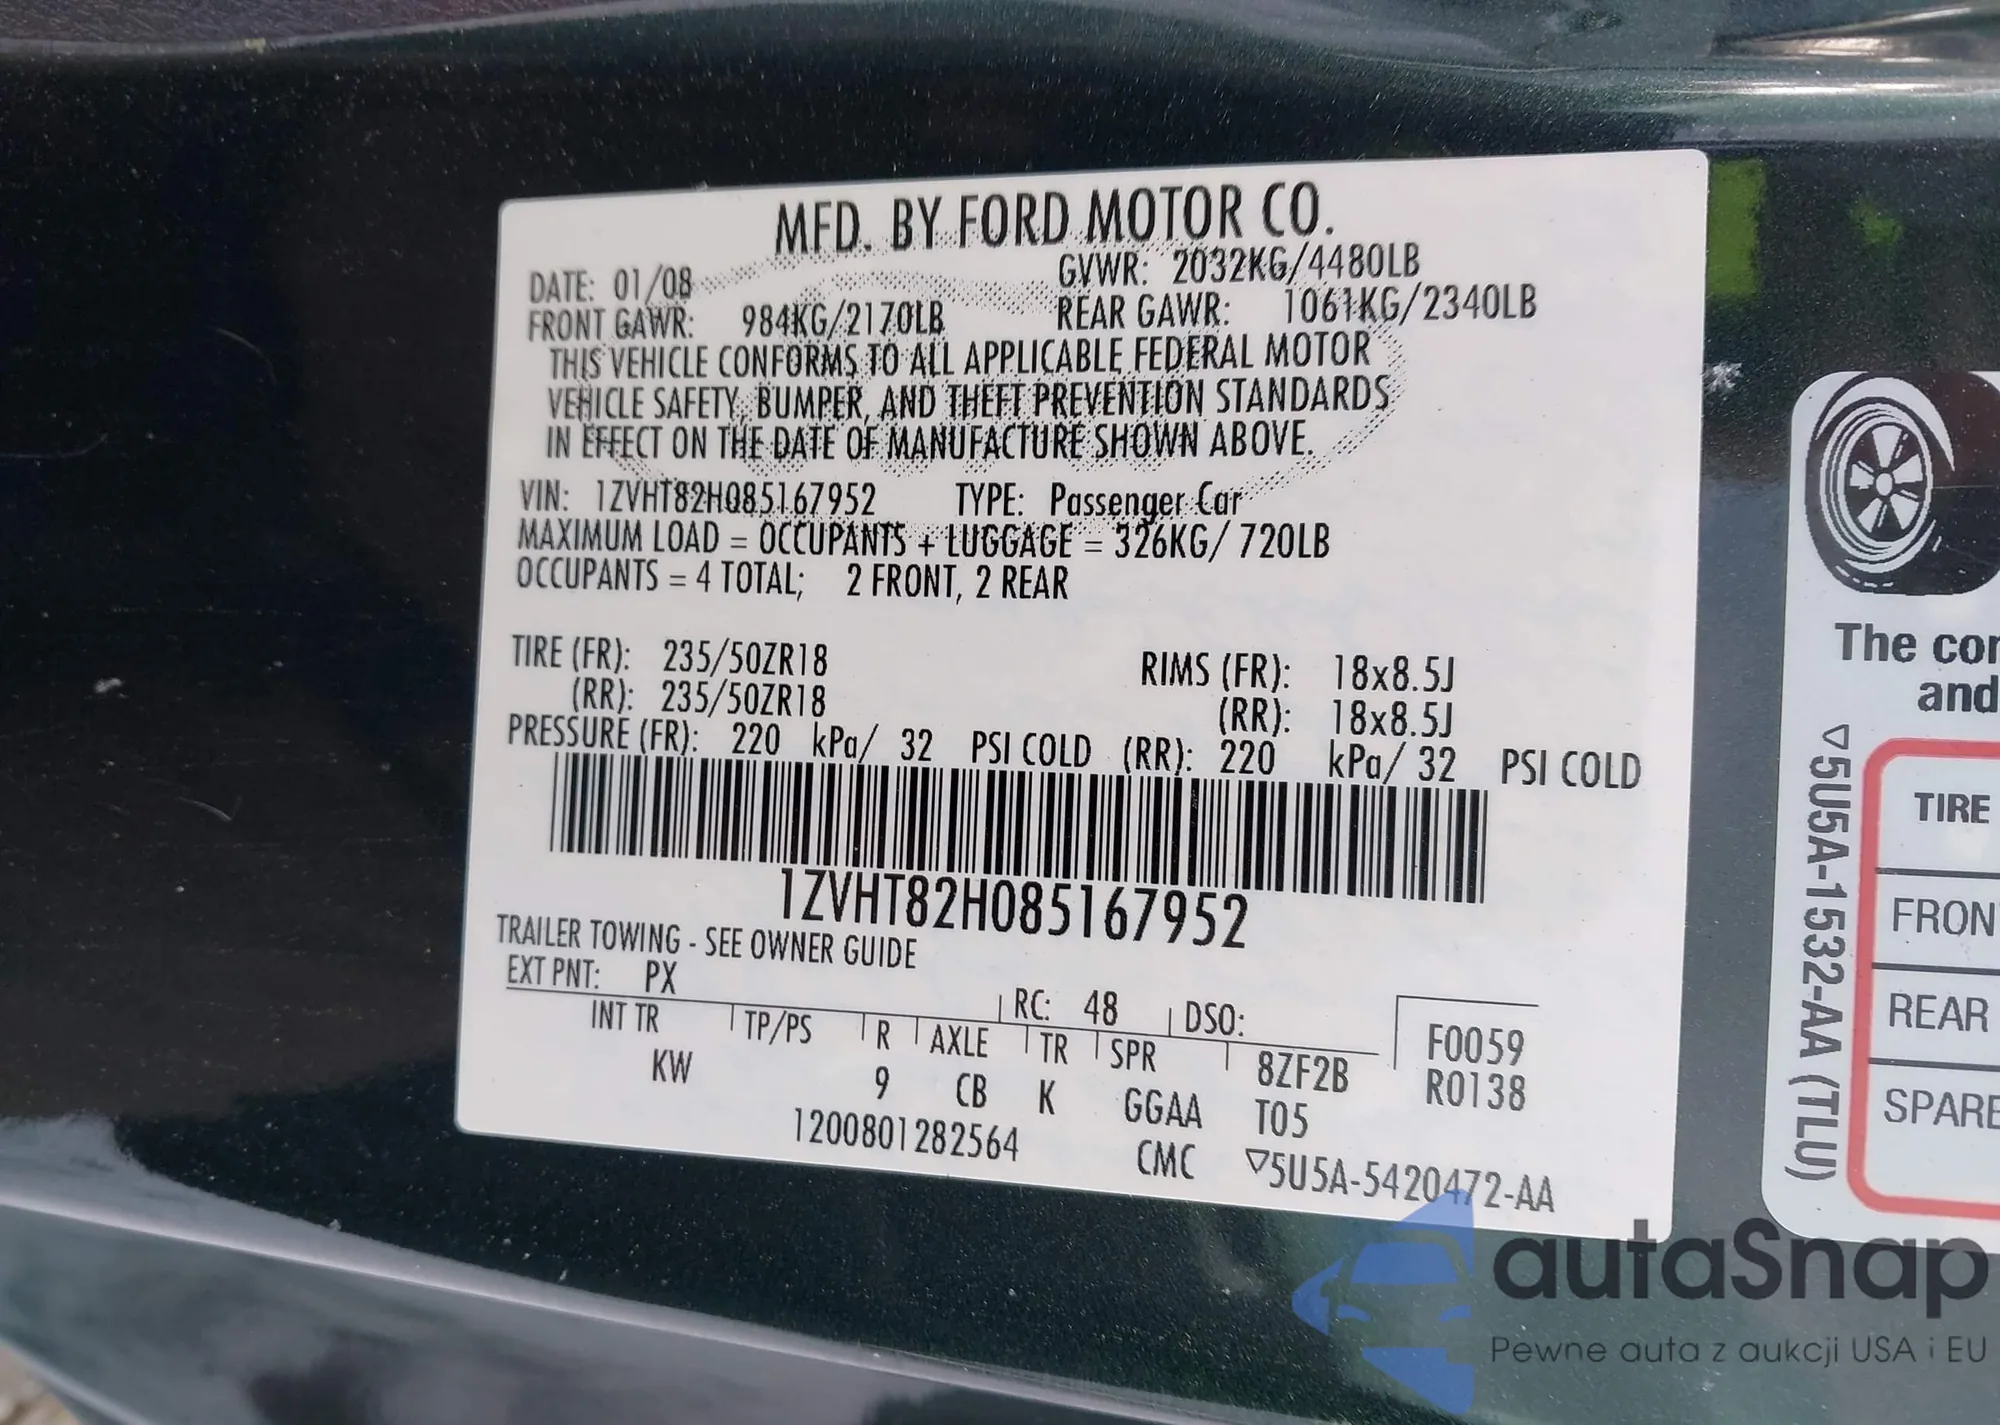 MFD. BY FORD MOTOR CO.
DATE: 01/08 GVWR: 2032KG/4480LB
FRONT GAWR: 984KG/2170LB REAR GAWR: 1061KG/2340LB
THIS VEHICLE CONFORMS TO ALL APPLICABLE FEDERAL MOTOR
VEHICLE SAFETY, BUMPER, AND THEFT PREVENTION STANDARDS
IN EFFECT ON THE DATE OF MANUFACTURE SHOWN ABOVE.
VIN: 1ZVHT82H085167952 TYPE: Passenger Car
MAXIMUM LOAD = OCCUPANTS + LUGGAGE = 326KG/ 720LB
OCCUPANTS = 4 TOTAL; 2 FRONT, 2 REAR
TIRE (FR): 235/50ZR18 RIMS (FR): 18x8.5J
(RR): 235/50ZR18 (RR): 18x8.5J
PRESSURE (FR): 220 kPa/ 32 PSI COLD (RR): 220 kPa/ 32 PSI COLD
1ZVHT82H085167952
TRAILER TOWING - SEE OWNER GUIDE
EXT PNT: PX RC: 48 DSO:
INT TR TP/PS R AXLE TR SPR 8ZF2B F0059
KW 9 CB K GGAA T05 R0138
1200801282564 CMC ▽5U5A-5420472-AA
The con
and
▽5U5A-1532-AA (TLU)
TIRE
FRON
REAR
SPARE
autaSnap
Pewne auta z aukcji USA i EU